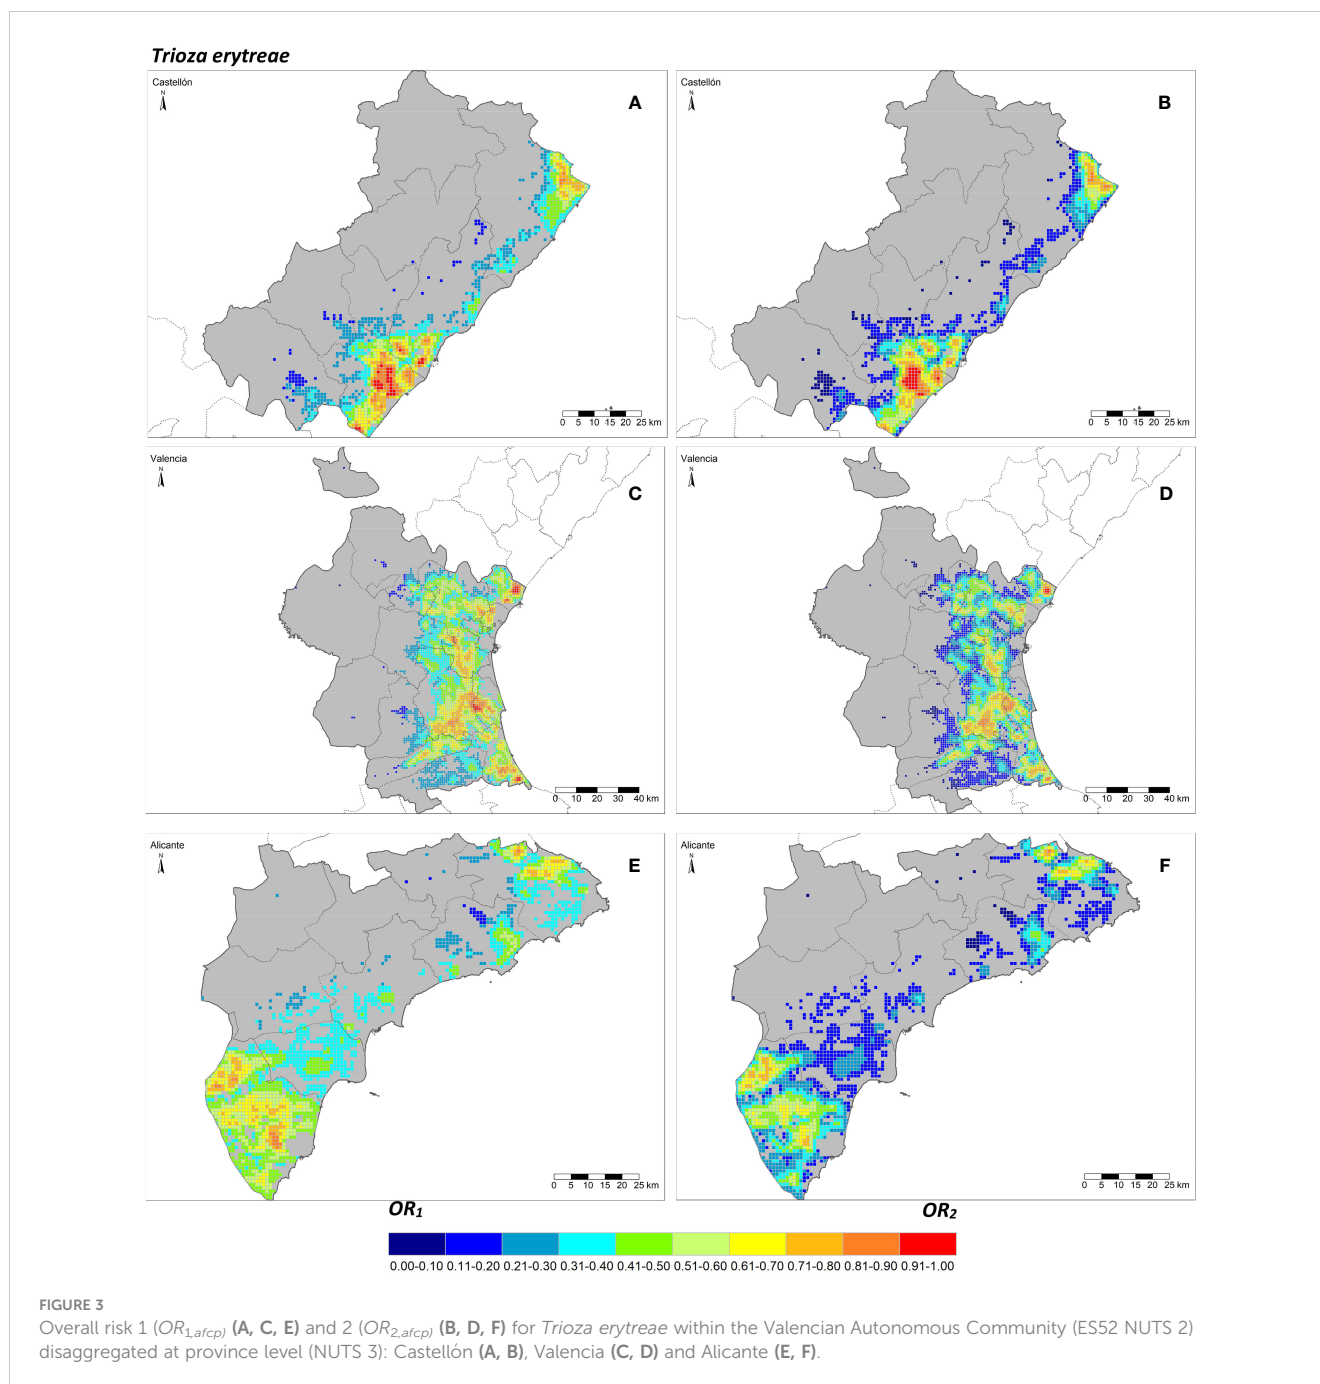 Trioza erytreae
Castellón
N
A
0 5 10 15 20 25 km
Castellón
N
B
0 5 10 15 20 25 km
Valencia
N
C
0 10 20 30 40 km
Valencia
N
D
0 10 20 30 40 km
Alicante
N
E
0 5 10 15 20 25 km
Alicante
N
F
0 5 10 15 20 25 km
OR1
OR2
0.00-0.10 0.11-0.20 0.21-0.30 0.31-0.40 0.41-0.50 0.51-0.60 0.61-0.70 0.71-0.80 0.81-0.90 0.91-1.00
FIGURE 3
Overall risk 1 (OR1,afcp) (A, C, E) and 2 (OR2,afcp) (B, D, F) for Trioza erytreae within the Valencian Autonomous Community (ES52 NUTS 2)
disaggregated at province level (NUTS 3): Castellón (A, B), Valencia (C, D) and Alicante (E, F).